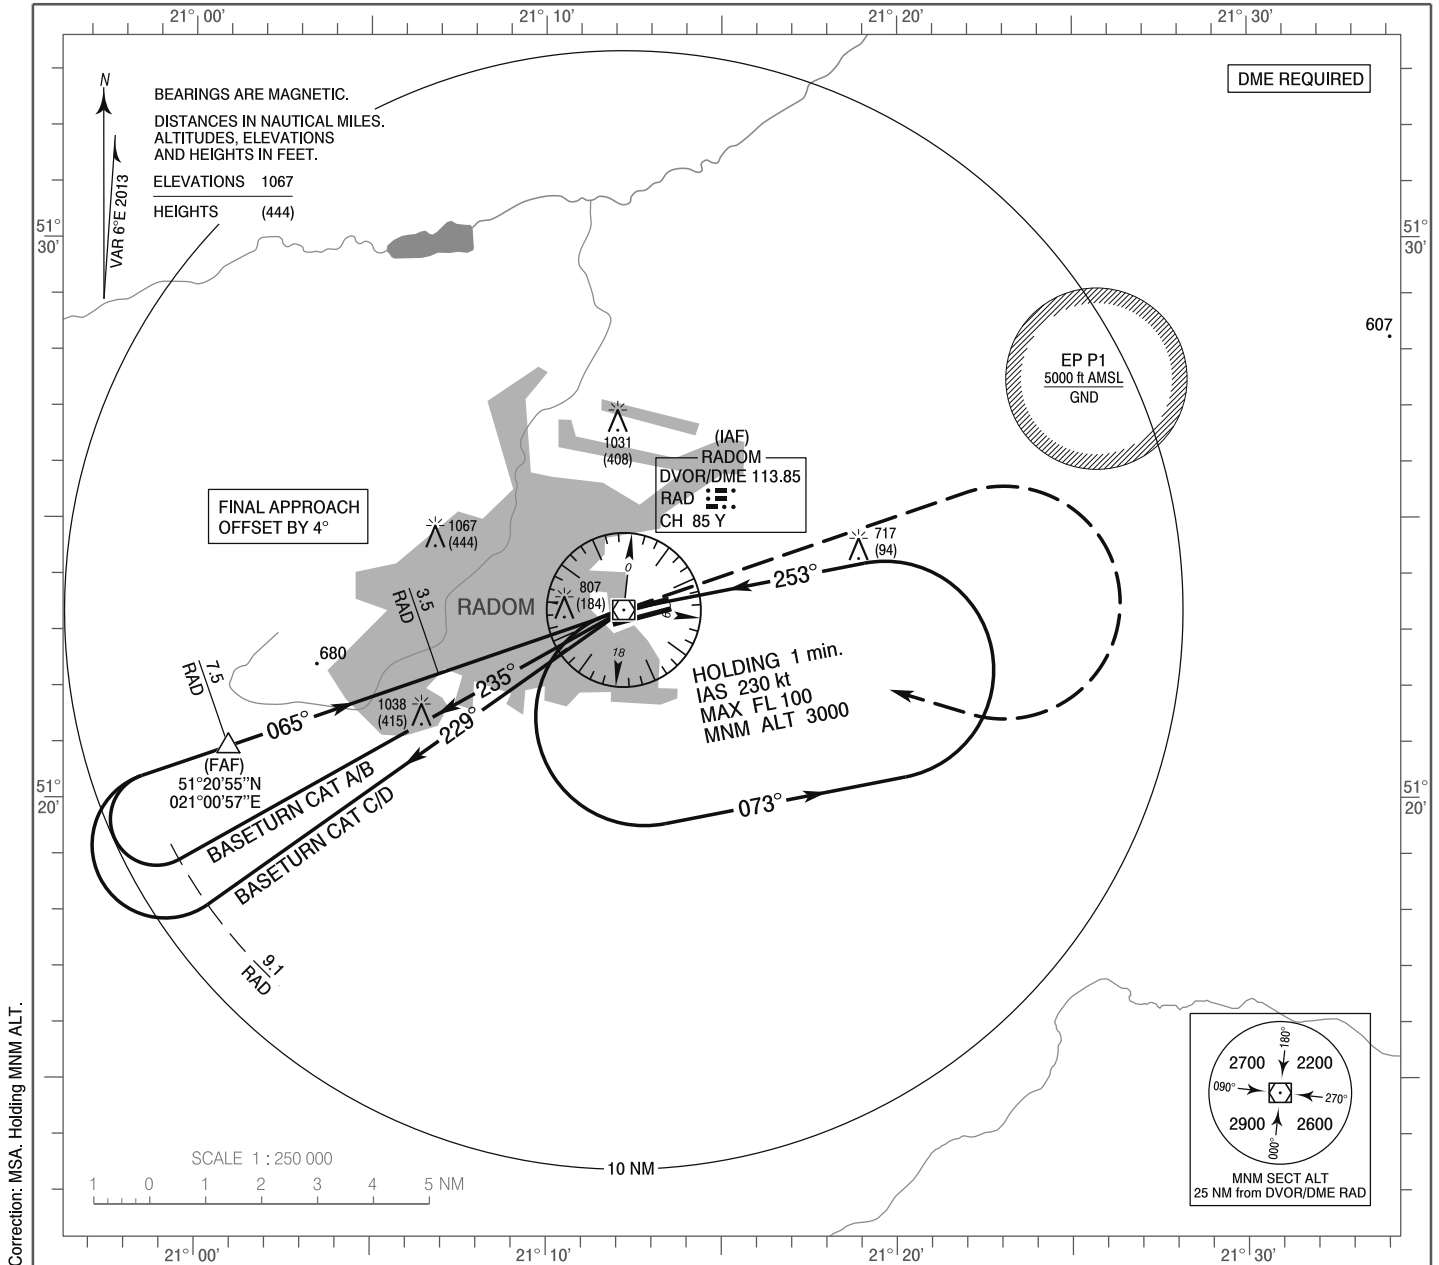 21° 00'
21° 10'
21° 20'
21° 30'
N
VAR 6°E 2013
BEARINGS ARE MAGNETIC.
DISTANCES IN NAUTICAL MILES.
ALTITUDES, ELEVATIONS
AND HEIGHTS IN FEET.
ELEVATIONS 1067
HEIGHTS (444)
DME REQUIRED
51°
30'
51°
30'
607
EP P1
5000 ft AMSL
GND
1031
(408)
(IAF)
RADOM
DVOR/DME 113.85
RAD
CH 85 Y
FINAL APPROACH
OFFSET BY 4°
1067
(444)
717
(94)
0
9
18
807
(184)
253°
RADOM
3.5
RAD
680
7.5
RAD
HOLDING 1 min.
IAS 230 kt
MAX FL 100
MNM ALT 3000
235°
1038
(415)
229°
065°
(FAF)
51°20'55"N
021°00'57"E
51°
20'
51°
20'
073°
BASETURN CAT A/B
BASETURN CAT C/D
9.1
RAD
Correction: MSA. Holding MNM ALT.
SCALE 1 : 250 000
1 0 1 2 3 4 5 NM
10 NM
180°
2700 2200
090° 270°
2900 2600
000°
MNM SECT ALT
25 NM from DVOR/DME RAD
21° 00'
21° 10'
21° 20'
21° 30'